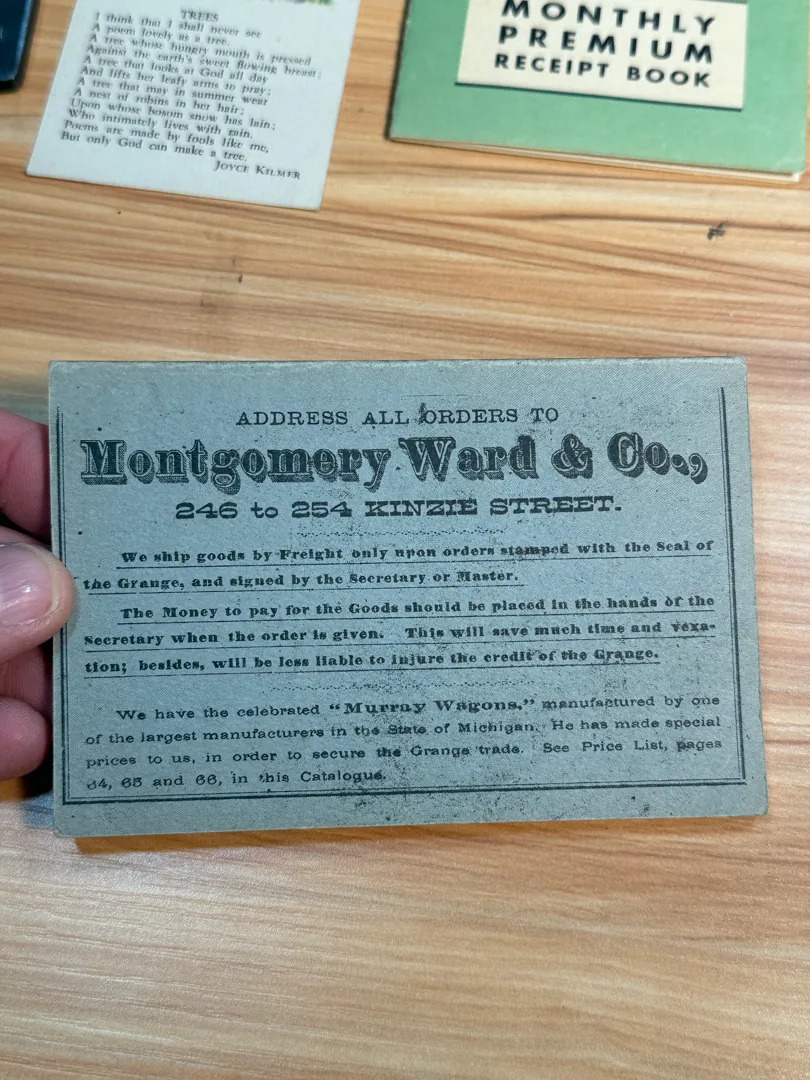 TREES
I think that I shall never see
A poem lovely as a tree.
A tree whose hungry mouth is pressed
Against the earth's sweet flowing breast;
A tree that looks at God all day
And lifts her leafy arms to pray;
A tree that may in summer wear
A nest of robins in her hair;
Upon whose bosom snow has lain;
Who intimately lives with rain.
Poems are made by fools like me,
But only God can make a tree.
JOYCE KILMER
MONTHLY
PREMIUM
RECEIPT BOOK
ADDRESS ALL ORDERS TO
Montgomery Ward & Co.,
246 to 254 KINZIE STREET.
We ship goods by Freight only upon orders stamped with the Seal of
the Grange, and signed by the Secretary or Master.
The Money to pay for the Goods should be placed in the hands of the
Secretary when the order is given. This will save much time and vexa-
tion; besides, will be less liable to injure the credit of the Grange.
We have the celebrated "Murray Wagons," manufactured by one
of the largest manufacturers in the State of Michigan. He has made special
prices to us, in order to secure the Grange trade. See Price List, pages
64, 65 and 66, in this Catalogue.